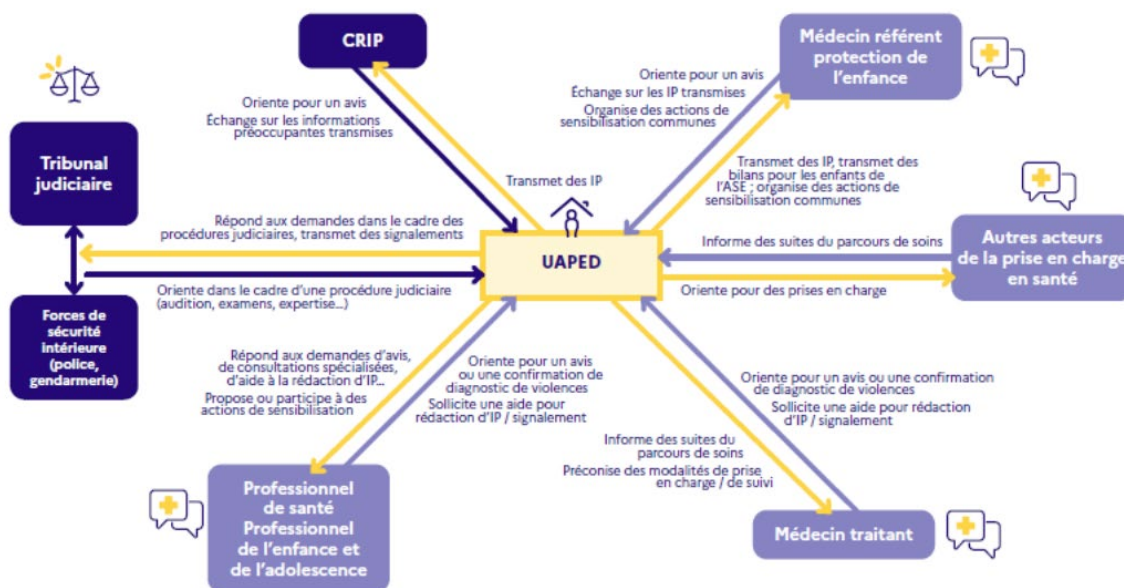 CRIP
Oriente pour un avis
Échange sur les informations
préoccupantes transmises
Transmet des IP
Médecin référent
protection de
l'enfance
Oriente pour un avis
Échange sur les IP transmises
Organise des actions de
sensibilisation communes
Transmet des IP, transmet des
bilans pour les enfants de
l'ASE ; organise des actions de
sensibilisation communes
Tribunal
judiciaire
Répond aux demandes dans le cadre des
procédures judiciaires, transmet des signalements
UAPED
Informe des suites du parcours de soins
Oriente pour des prises en charge
Autres acteurs
de la prise en charge
en santé
Oriente dans le cadre d'une procédure judiciaire
(audition, examens, expertise...)
Forces de
sécurité
intérieure
(police,
gendarmerie)
Répond aux demandes d'avis,
de consultations spécialisées,
d'aide à la rédaction d'IP...
Propose ou participe à des
actions de sensibilisation
Oriente pour un avis
ou une confirmation de
diagnostic de violences
Sollicite une aide pour
rédaction d'IP / signalement
Oriente pour un avis ou une confirmation
de diagnostic de violences
Sollicite une aide pour rédaction
d'IP / signalement
Informe des suites du
parcours de soins
Préconise des modalités de prise
en charge / de suivi
Professionnel
de santé
Professionnel
de l'enfance et
de l'adolescence
Médecin traitant